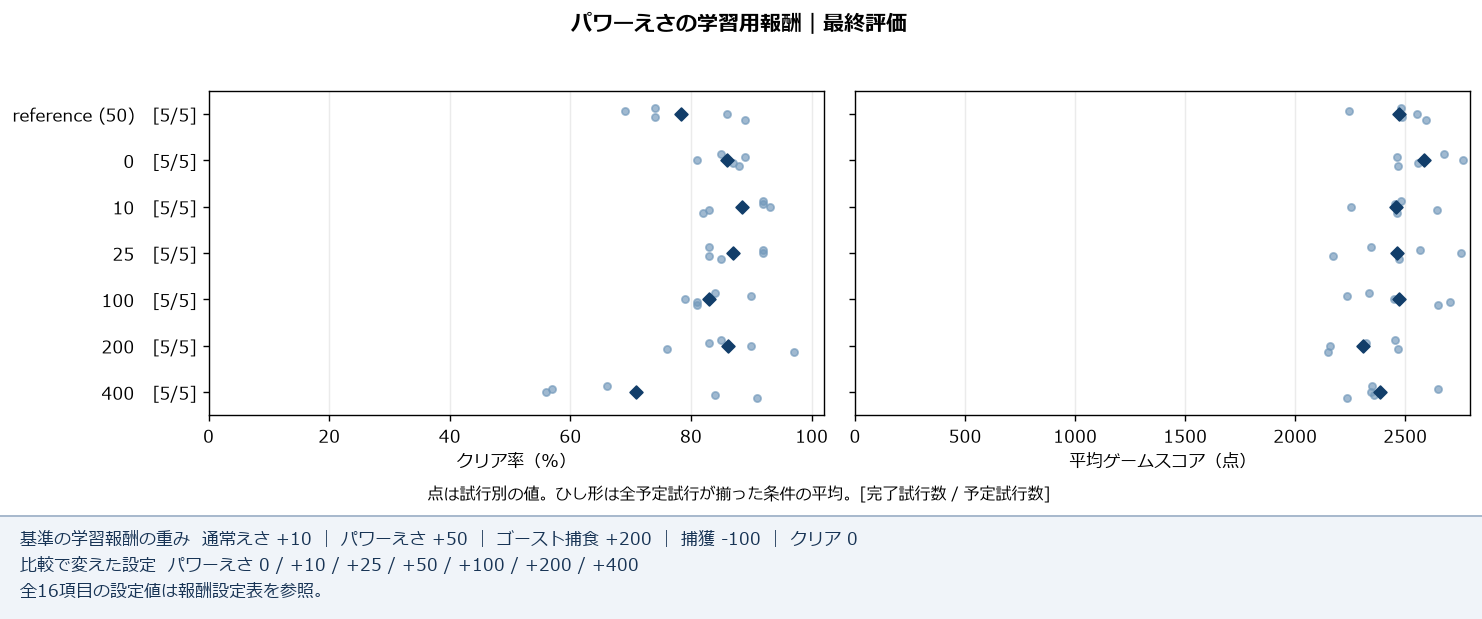 パワーえさの学習用報酬｜最終評価
reference (50) [5/5]
0 [5/5]
10 [5/5]
25 [5/5]
100 [5/5]
200 [5/5]
400 [5/5]
0 20 40 60 80 100
クリア率（%）
0 500 1000 1500 2000 2500
平均ゲームスコア（点）
点は試行別の値。ひし形は全予定試行が揃った条件の平均。[完了試行数 / 予定試行数]
基準の学習報酬の重み 通常えさ +10 ｜ パワーえさ +50 ｜ ゴースト捕食 +200 ｜ 捕獲 -100 ｜ クリア 0
比較で変えた設定 パワーえさ 0 / +10 / +25 / +50 / +100 / +200 / +400
全16項目の設定値は報酬設定表を参照。